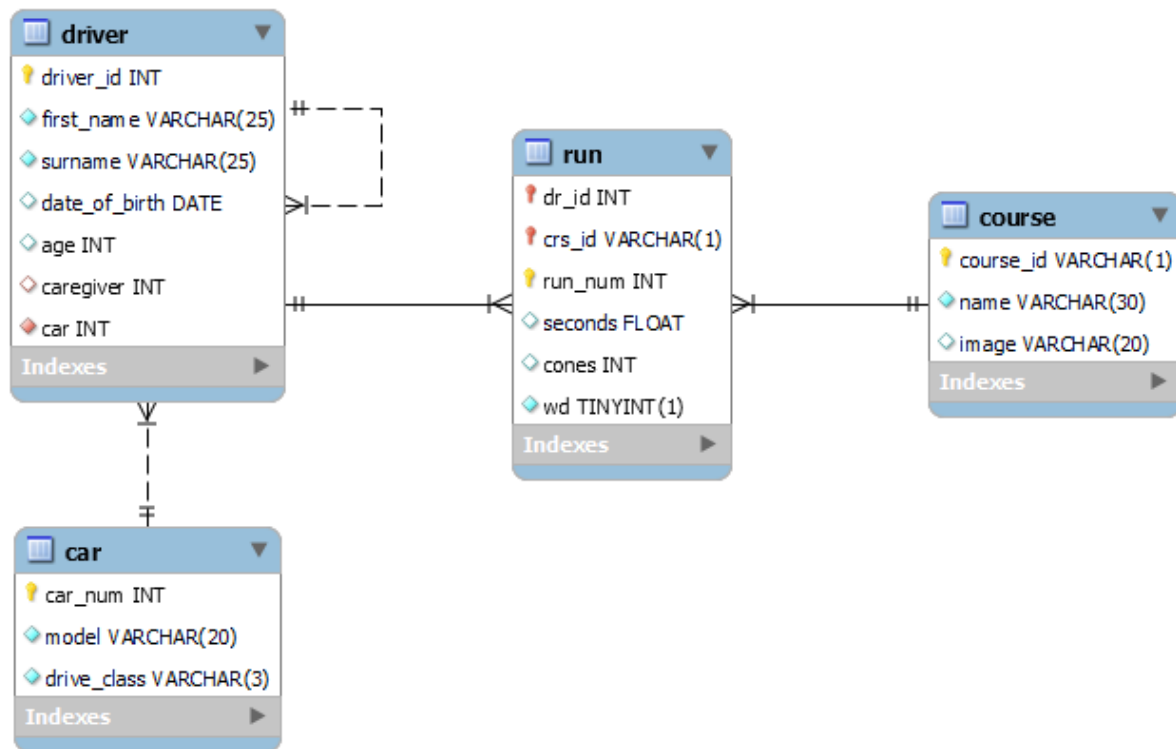 driver
driver_id INT
first_name VARCHAR(25)
surname VARCHAR(25)
date_of_birth DATE
age INT
caregiver INT
car INT
Indexes
run
dr_id INT
crs_id VARCHAR(1)
run_num INT
seconds FLOAT
cones INT
wd TINYINT(1)
Indexes
course
course_id VARCHAR(1)
name VARCHAR(30)
image VARCHAR(20)
Indexes
car
car_num INT
model VARCHAR(20)
drive_class VARCHAR(3)
Indexes